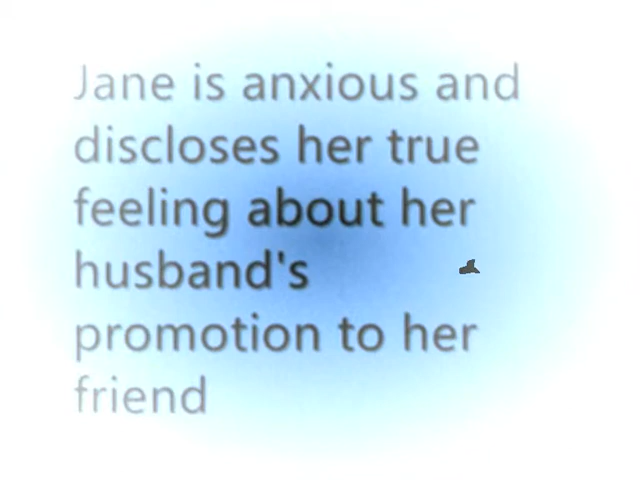 Jane is anxious and
discloses her true
feeling about her
husband's
promotion to her
friend